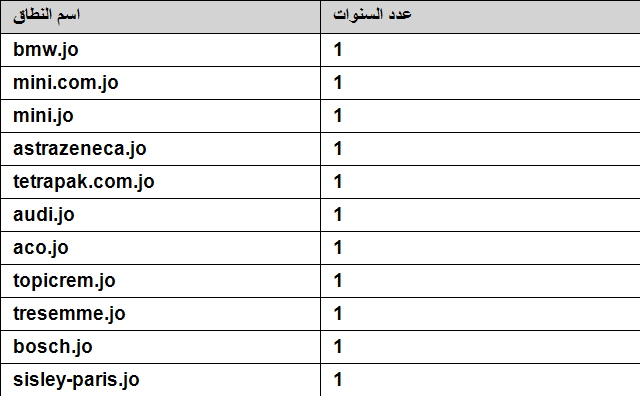 اسم النطاق عدد السنوات
bmw.jo 1
mini.com.jo 1
mini.jo 1
astrazeneca.jo 1
tetrapak.com.jo 1
audi.jo 1
aco.jo 1
topicrem.jo 1
tresemme.jo 1
bosch.jo 1
sisley-paris.jo 1